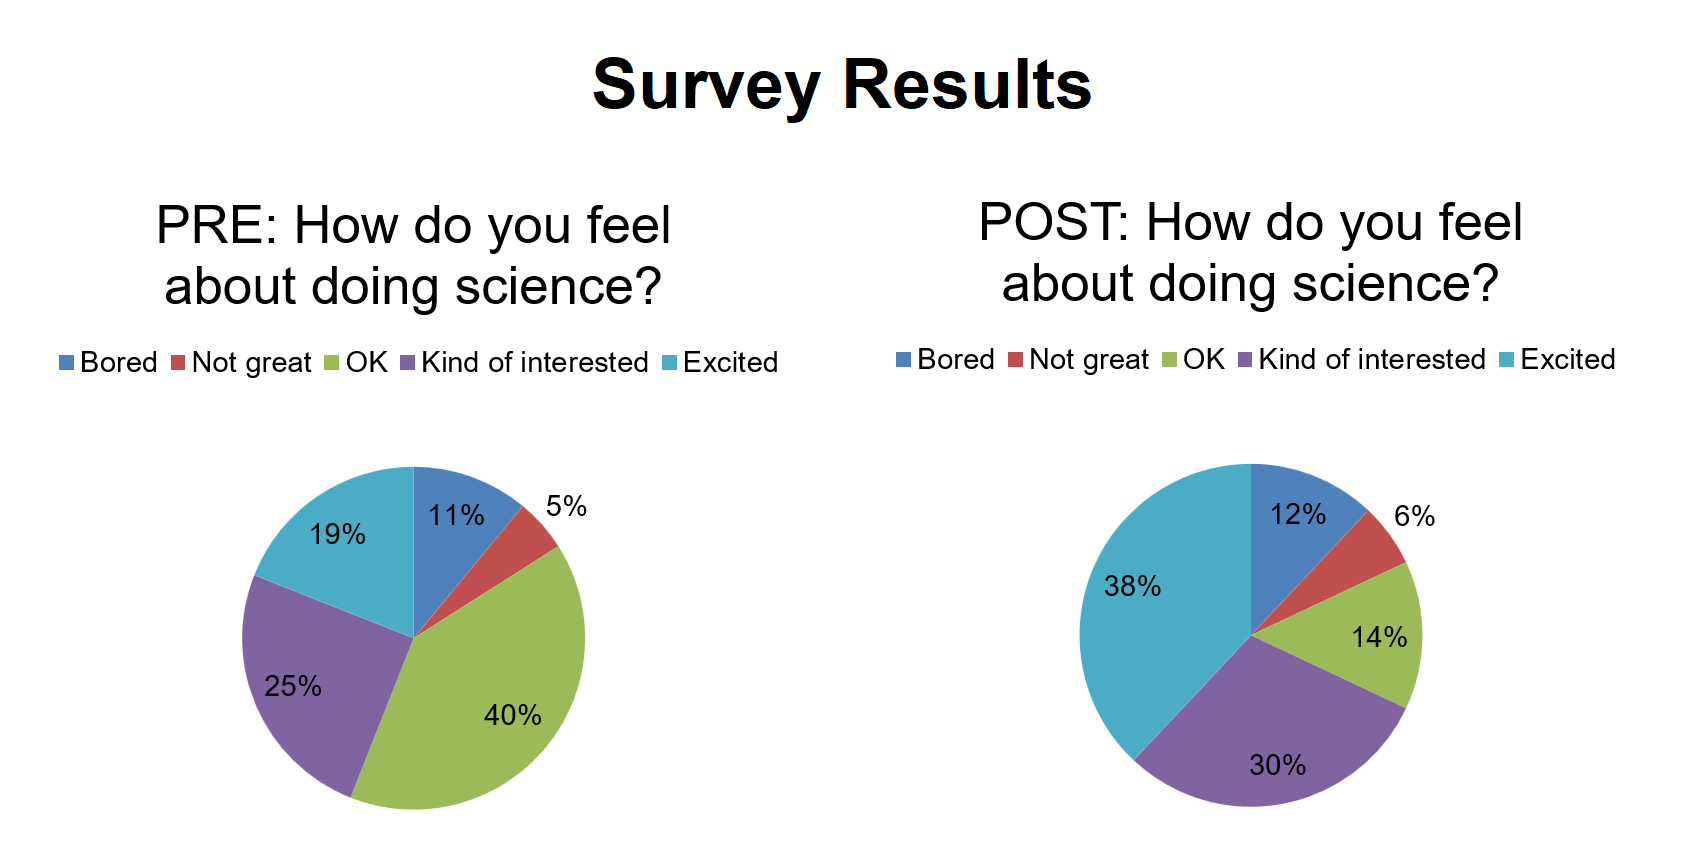 Survey Results
PRE: How do you feel
about doing science?
Bored Not great OK Kind of interested Excited
11%
5%
19%
25%
40%
POST: How do you feel
about doing science?
Bored Not great OK Kind of interested Excited
12%
6%
38%
14%
30%